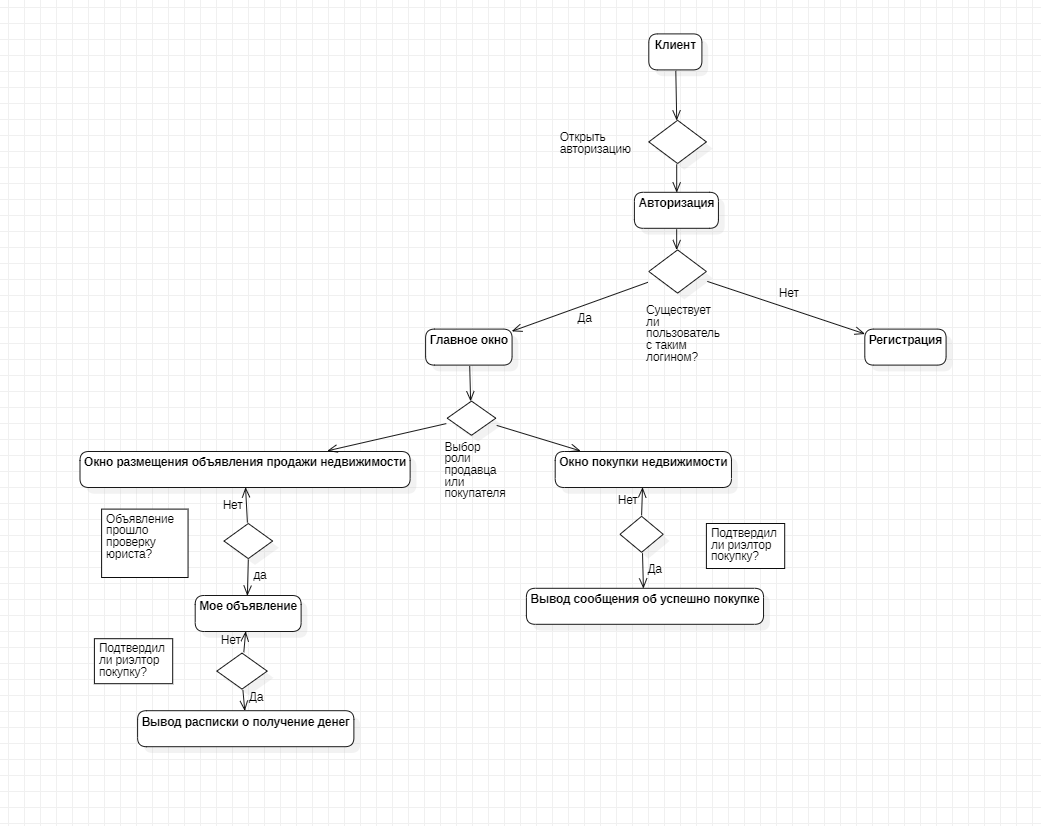 Клиент
Открыть
авторизацию
Авторизация
Нет
Да
Существует
ли
пользователь
с таким
логином?
Главное окно
Регистрация
Выбор
роли
продавца
или
покупателя
Окно размещения объявления продажи недвижимости
Окно покупки недвижимости
Нет
Нет
Объявление
прошло
проверку
юриста?
Подтвердил
ли риэлтор
покупку?
да
Да
Мое объявление
Вывод сообщения об успешно покупке
Нет
Подтвердил
ли риэлтор
покупку?
Да
Вывод расписки о получение денег